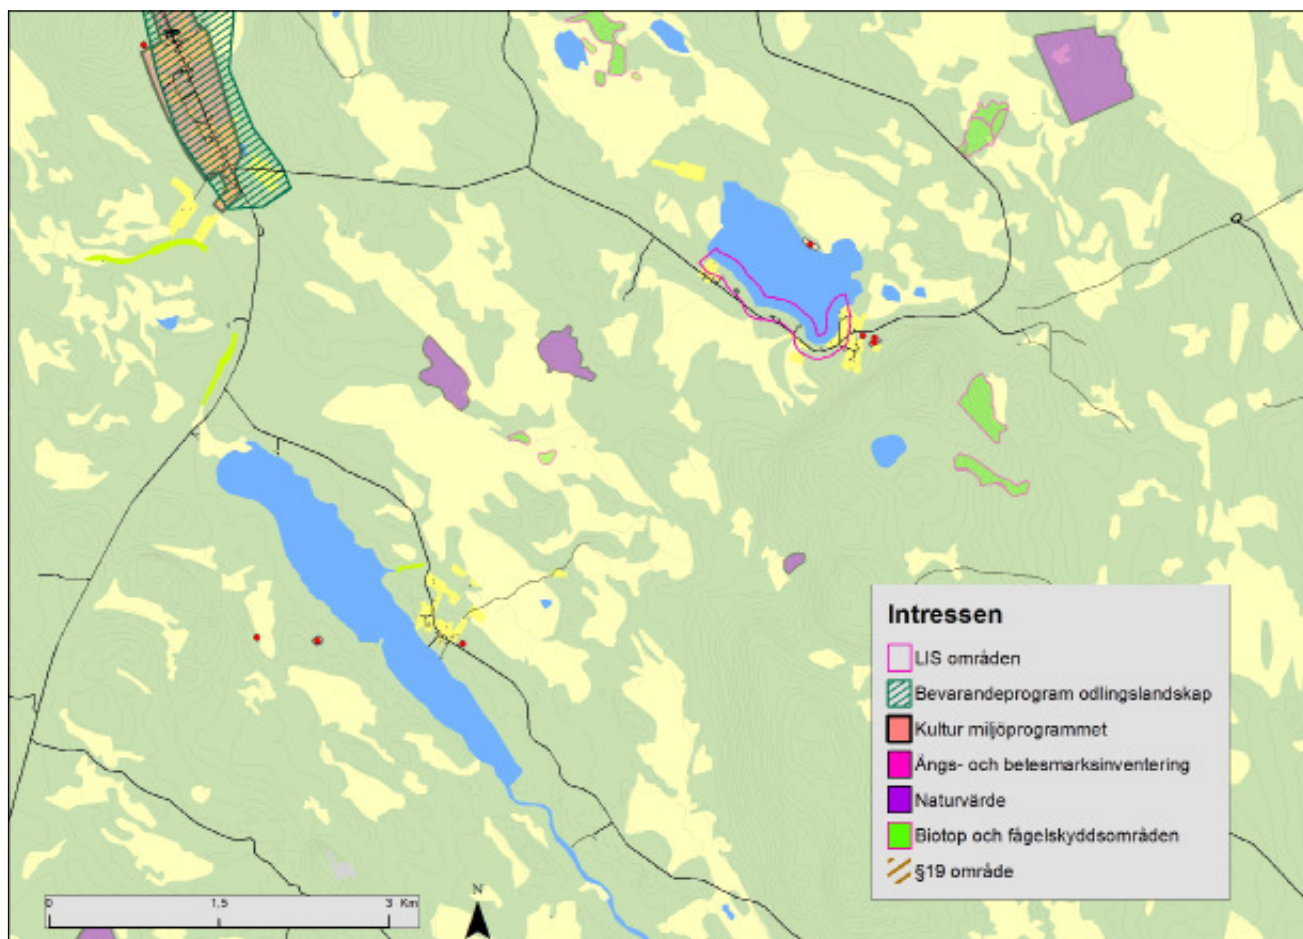 Intressen
LIS områden
Bevarandeprogram odlingslandskap
Kultur miljöprogrammet
Ängs- och betesmarksinventering
Naturvärde
Biotop och fågelskyddsområden
§19 område
N
0 1,5 3 Km